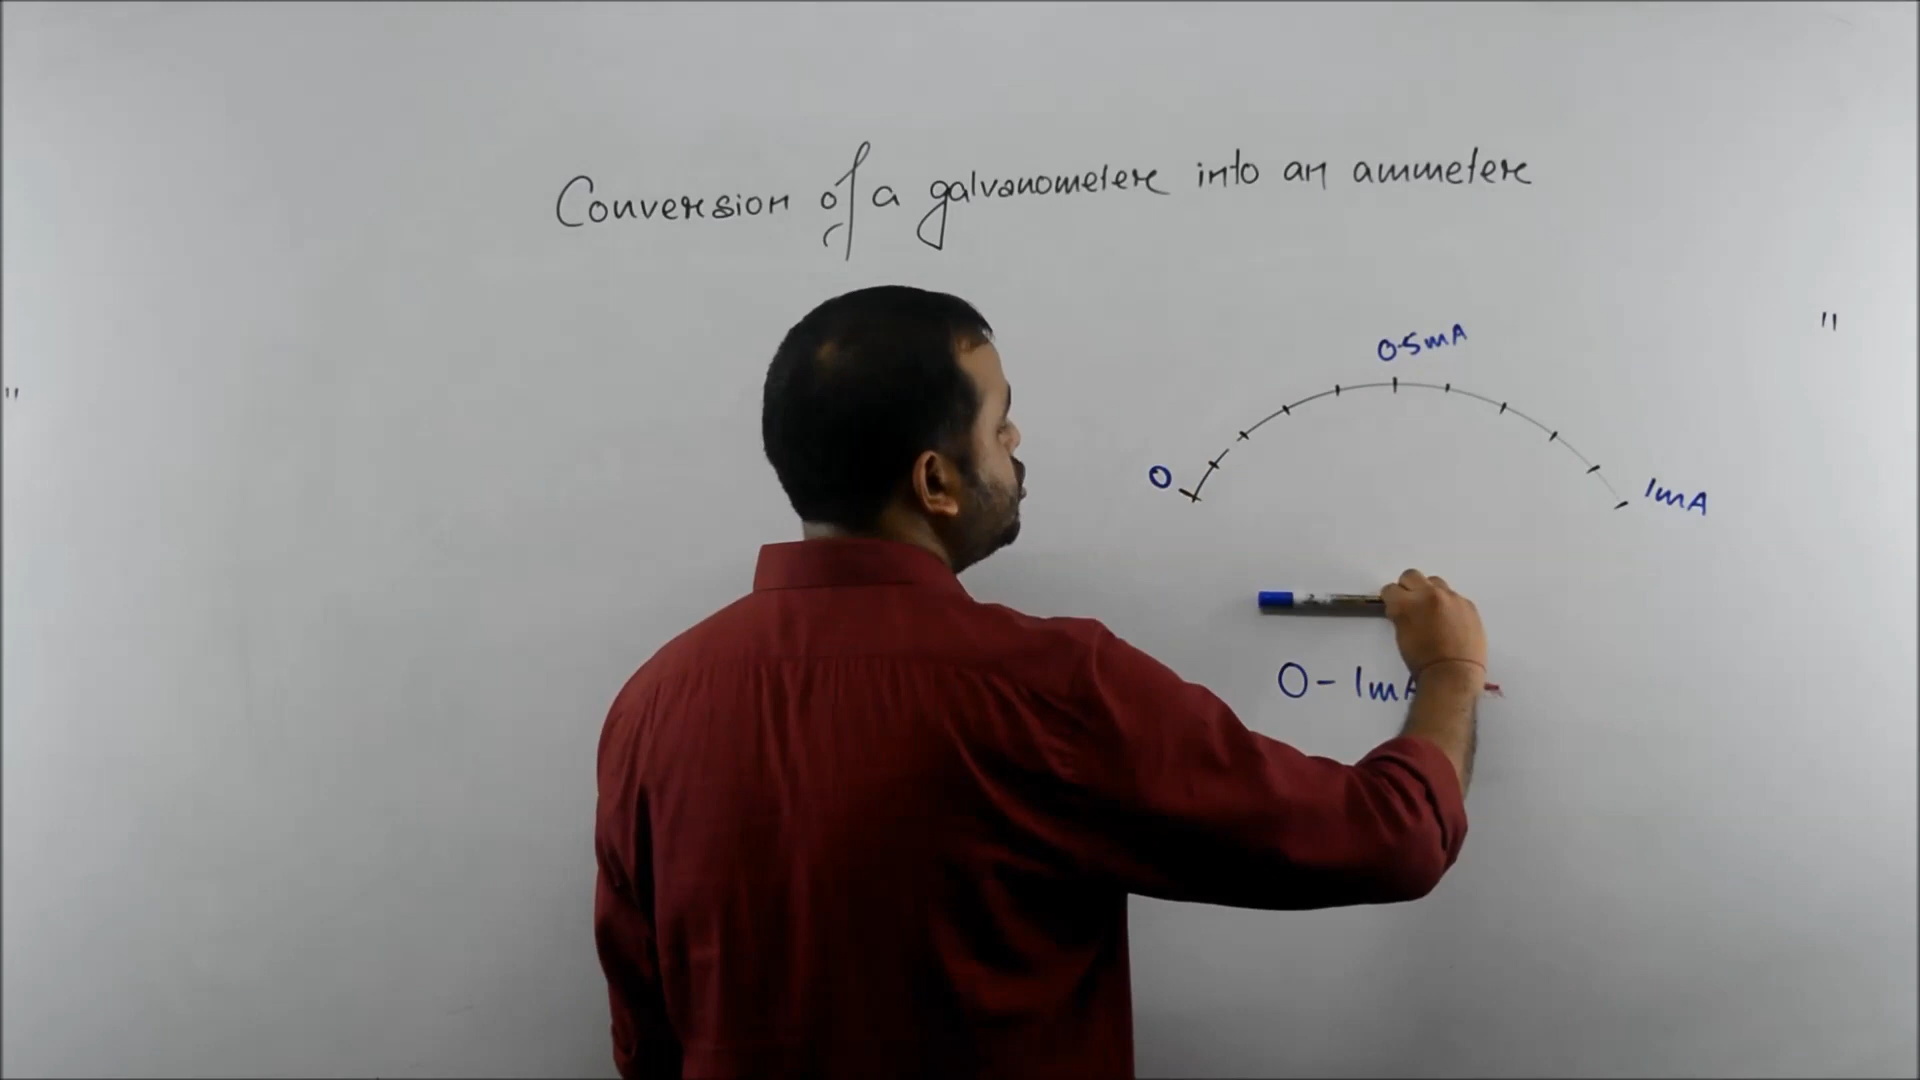 Conversion of a galvanometere into an ammetere
0.5mA
0
1mA
0-1mA